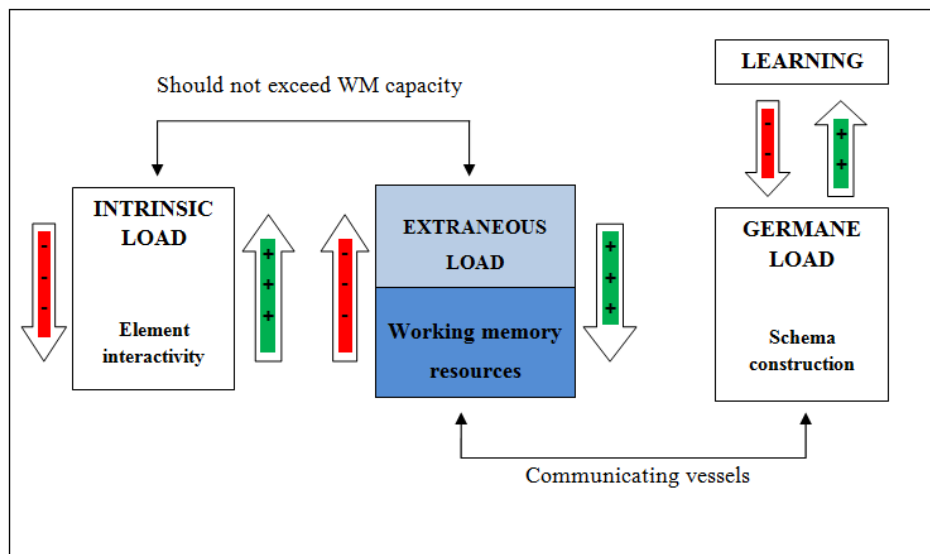 LEARNING
Should not exceed WM capacity
- -
+ +
INTRINSIC
LOAD
Element
interactivity
- - -
+ + +
- - -
EXTRANEOUS
LOAD
Working memory
resources
+ + +
GERMANE
LOAD
Schema
construction
Communicating vessels